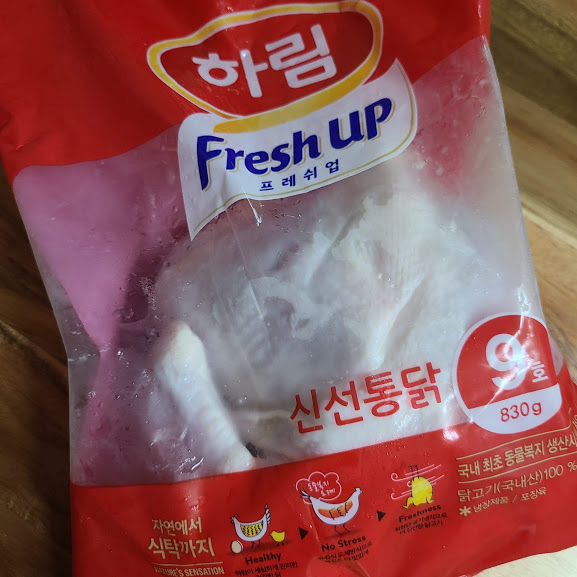 하림
Fresh UP
프레쉬업
신선통닭
9호
830g
국내 최초 동물복지 생산시
닭고기(국내산) 100%
*냉장제품 / 포장육
자연에서
식탁까지
NATURE'S SENSATION
Healthy
No Stress
Freshness